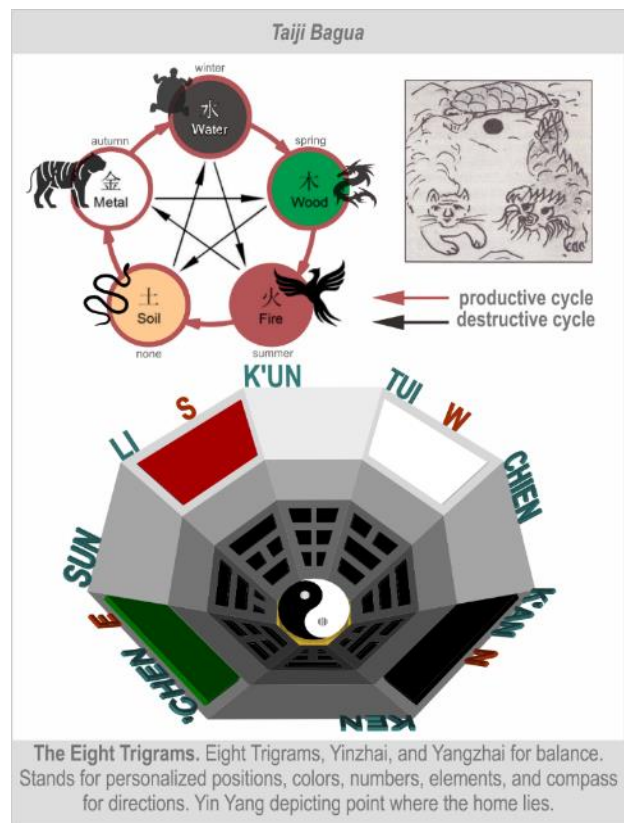 Taiji Bagua
winter
水
Water
autumn
金
Metal
spring
木
Wood
土
Soil
none
火
Fire
summer
productive cycle
destructive cycle
K'UN
TUI
W
CHIEN
S
LI
SUN
E
'CHEN
K'AN
N
KEN
The Eight Trigrams. Eight Trigrams, Yinzhai, and Yangzhai for balance.
Stands for personalized positions, colors, numbers, elements, and compass
for directions. Yin Yang depicting point where the home lies.